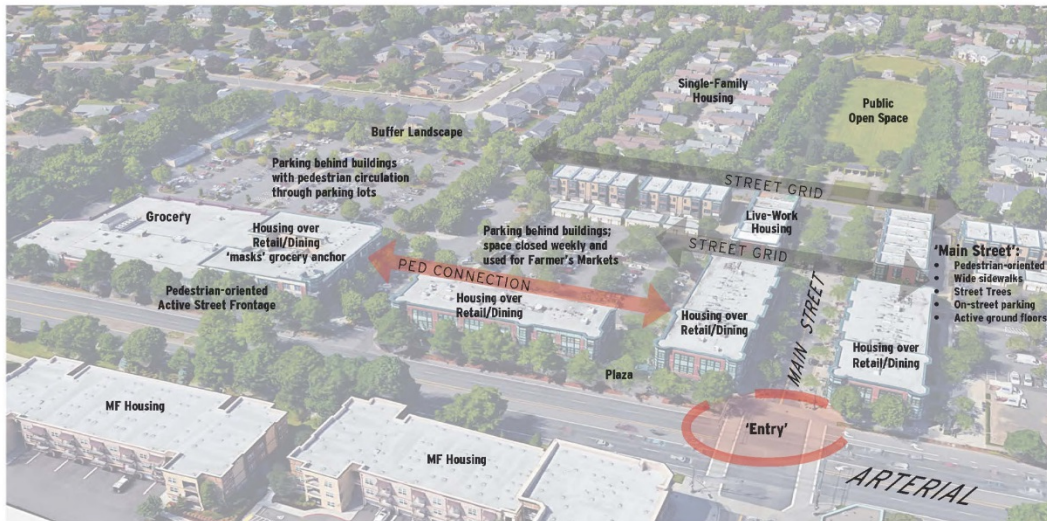 Single-Family
Housing
Public
Open Space
Buffer Landscape
Parking behind buildings
with pedestrian circulation
through parking lots
STREET GRID
Grocery
Housing over
Retail/Dining
'masks' grocery anchor
Parking behind buildings;
space closed weekly and
used for Farmer's Markets
Live-Work
Housing
STREET GRID
'Main Street':
• Pedestrian-oriented
• Wide sidewalks
• Street Trees
• On-street parking
• Active ground floors
PED CONNECTION
Pedestrian-oriented
Active Street Frontage
Housing over
Retail/Dining
Housing over
Retail/Dining
MAIN STREET
Housing over
Retail/Dining
Plaza
MF Housing
'Entry'
MF Housing
ARTERIAL